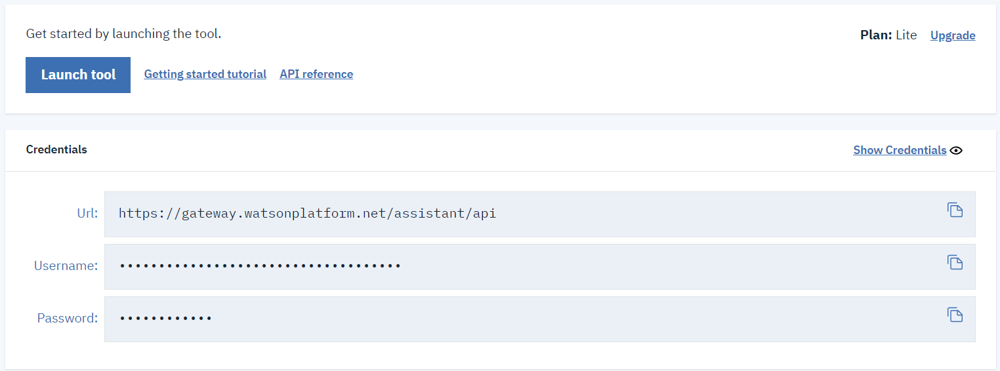 Get started by launching the tool.
Plan: Lite Upgrade
Launch tool Getting started tutorial API reference
Credentials Show Credentials
Url: https://gateway.watsonplatform.net/assistant/api
Username: ••••••••••••••••••••••••••••••••••••
Password: ••••••••••••